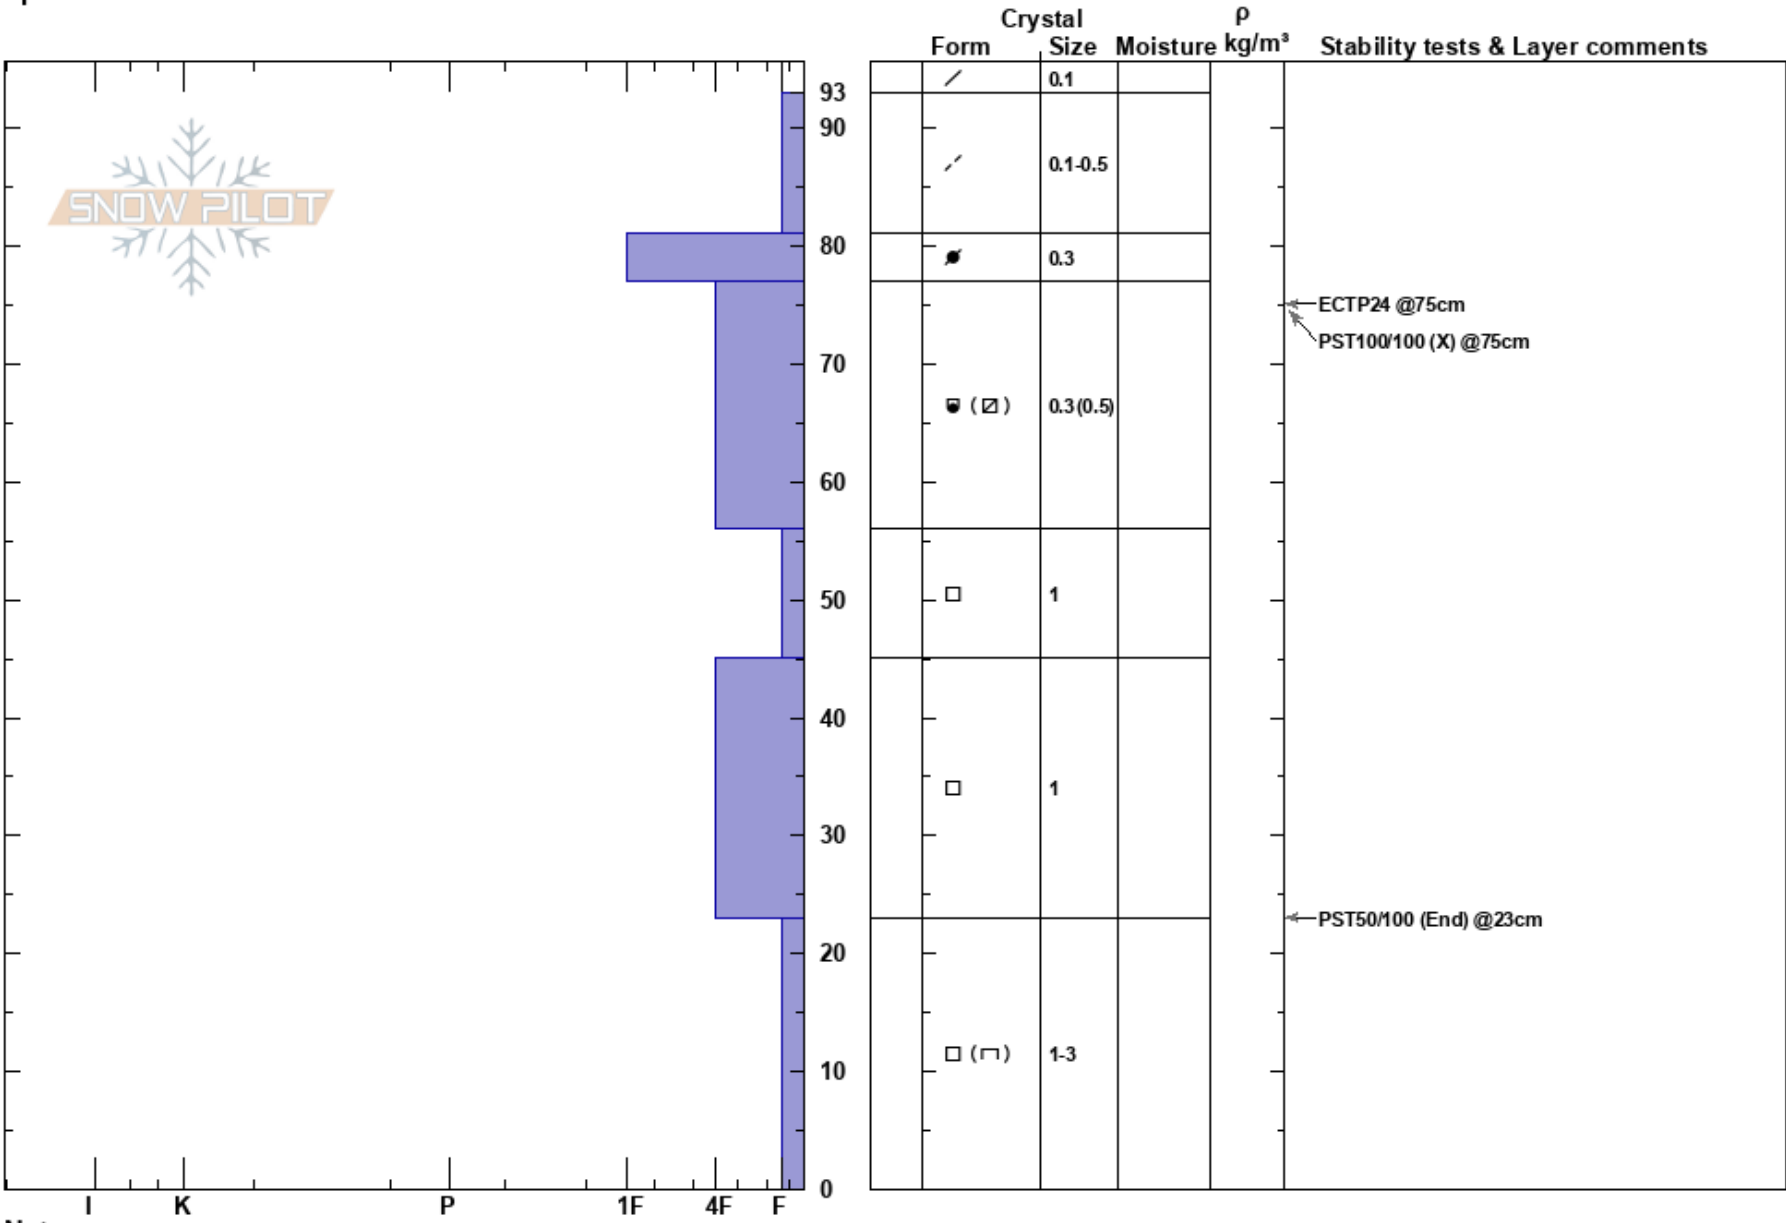 Crystal ρ
Form Size Moisture kg/m³ Stability tests & Layer comments
0.1
93
90
0.1-0.5
SNOW PILOT
80
0.3
ECTP24 @75cm
PST100/100 (X) @75cm
70
( ) 0.3(0.5)
60
50
1
40
1
30
PST50/100 (End) @23cm
20
( ) 1-3
10
0
I K P 1F 4F F